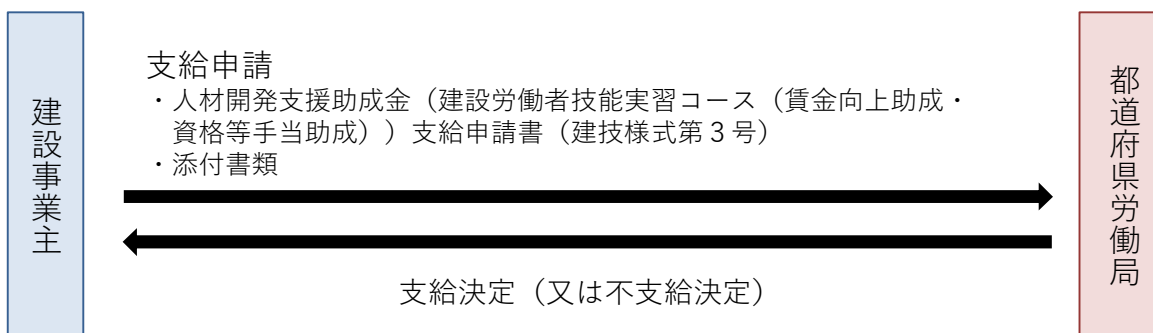 建設事業主
支給申請
・人材開発支援助成金（建設労働者技能実習コース（賃金向上助成・
資格等手当助成））支給申請書（建技様式第３号）
・添付書類
支給決定（又は不支給決定）
都道府県労働局